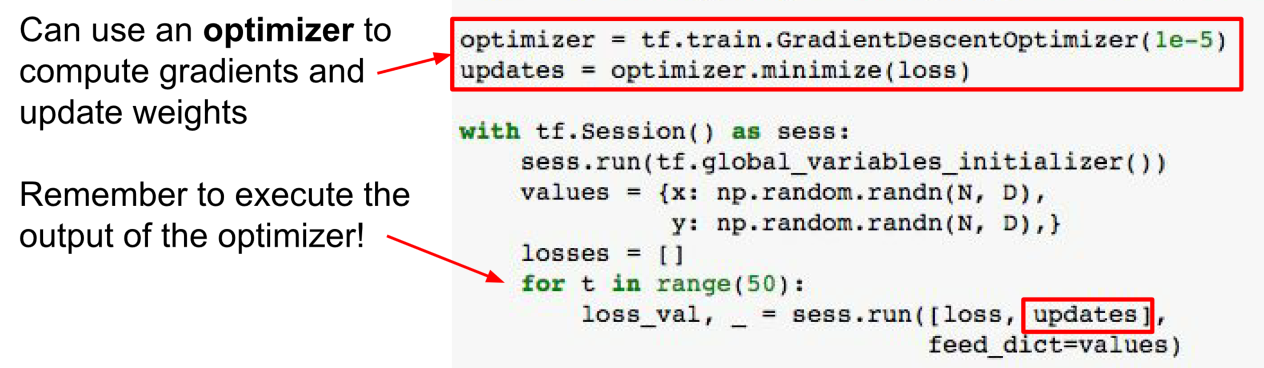 Can use an optimizer to
compute gradients and
update weights
Remember to execute the
output of the optimizer!
optimizer = tf.train.GradientDescentOptimizer(1e-5)
updates = optimizer.minimize(loss)
with tf.Session() as sess:
    sess.run(tf.global_variables_initializer())
    values = {x: np.random.randn(N, D),
              y: np.random.randn(N, D),}
    losses = []
    for t in range(50):
        loss_val, _ = sess.run([loss, updates],
                               feed_dict=values)